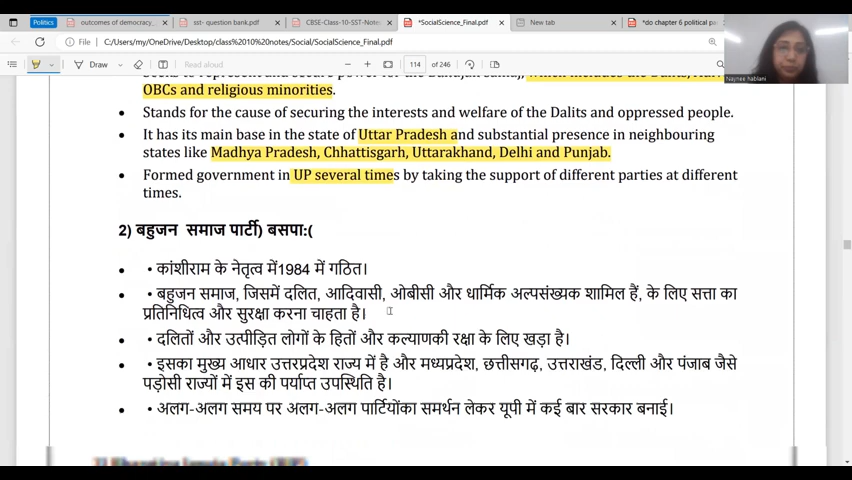 Politics
outcomes of democracy_
sst- question bank.pdf
CBSE-Class-10-SST-Notes
*SocialScience_Final.pdf
New tab
*do chapter 6 political pa
File
C:/Users/my/OneDrive/Desktop/class%2010%20notes/Social/SocialScience_Final.pdf
Draw
Read aloud
114 of 246
Naynee hablani
OBCs and religious minorities.
• Stands for the cause of securing the interests and welfare of the Dalits and oppressed people.
• It has its main base in the state of Uttar Pradesh and substantial presence in neighbouring
states like Madhya Pradesh, Chhattisgarh, Uttarakhand, Delhi and Punjab.
• Formed government in UP several times by taking the support of different parties at different
times.
2) बहुजन समाज पार्टी) बसपा:(
• • कांशीराम के नेतृत्व में1984 में गठित।
• • बहुजन समाज, जिसमें दलित, आदिवासी, ओबीसी और धार्मिक अल्पसंख्यक शामिल हैं, के लिए सत्ता का
प्रतिनिधित्व और सुरक्षा करना चाहता है।
• • दलितों और उत्पीड़ित लोगों के हितों और कल्याणकी रक्षा के लिए खड़ा है।
• • इसका मुख्य आधार उत्तरप्रदेश राज्य में है और मध्यप्रदेश, छत्तीसगढ़, उत्तराखंड, दिल्ली और पंजाब जैसे
पड़ोसी राज्यों में इस की पर्याप्त उपस्थिति है।
• • अलग-अलग समय पर अलग-अलग पार्टियोंका समर्थन लेकर यूपी में कई बार सरकार बनाई।